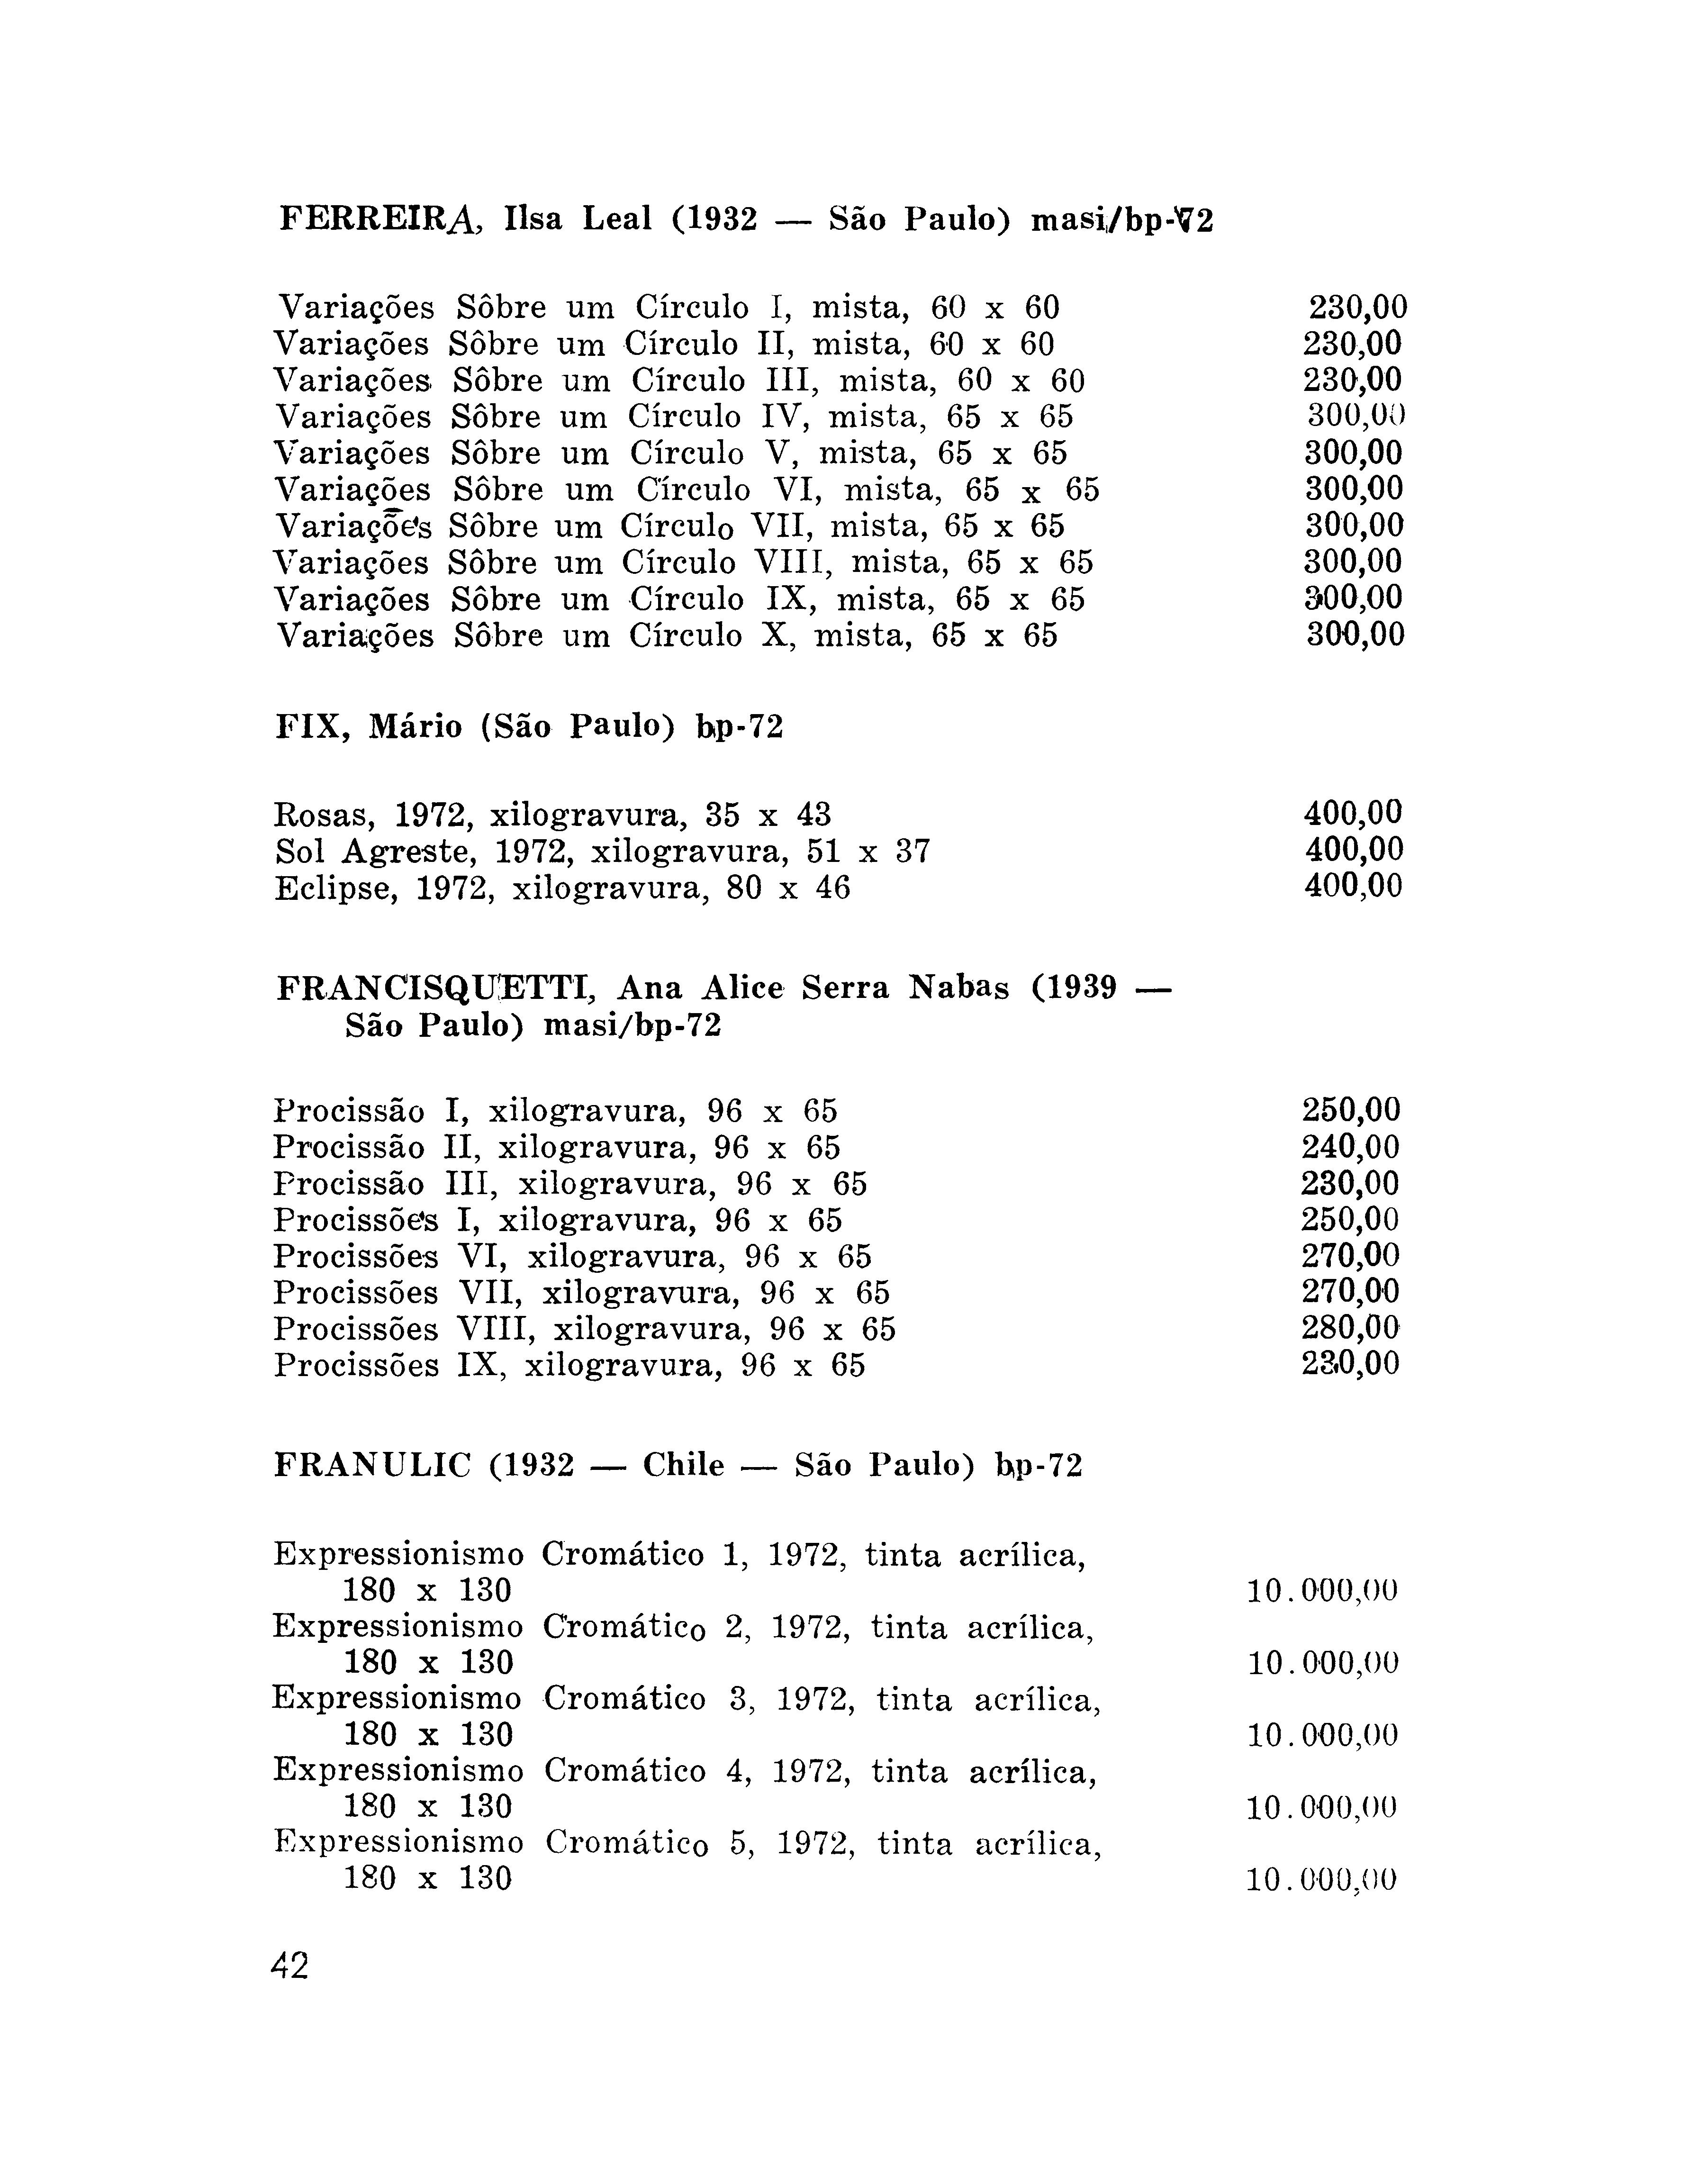 FERREIRA, Ilsa Leal (1932 — São Paulo) masi/bp-72
Variações Sôbre um Círculo I, mista, 60 x 60 230,00
Variações Sôbre um Círculo II, mista, 60 x 60 230,00
Variações Sôbre um Círculo III, mista, 60 x 60 230,00
Variações Sôbre um Círculo IV, mista, 65 x 65 300,00
Variações Sôbre um Círculo V, mista, 65 x 65 300,00
Variações Sôbre um Círculo VI, mista, 65 x 65 300,00
Variações Sôbre um Círculo VII, mista, 65 x 65 300,00
Variações Sôbre um Círculo VIII, mista, 65 x 65 300,00
Variações Sôbre um Círculo IX, mista, 65 x 65 300,00
Variações Sôbre um Círculo X, mista, 65 x 65 300,00
FIX, Mário (São Paulo) bp-72
Rosas, 1972, xilogravura, 35 x 43 400,00
Sol Agreste, 1972, xilogravura, 51 x 37 400,00
Eclipse, 1972, xilogravura, 80 x 46 400,00
FRANCISQUETTI, Ana Alice Serra Nabas (1939 —
São Paulo) masi/bp-72
Procissão I, xilogravura, 96 x 65 250,00
Procissão II, xilogravura, 96 x 65 240,00
Procissão III, xilogravura, 96 x 65 230,00
Procissões I, xilogravura, 96 x 65 250,00
Procissões VI, xilogravura, 96 x 65 270,00
Procissões VII, xilogravura, 96 x 65 270,00
Procissões VIII, xilogravura, 96 x 65 280,00
Procissões IX, xilogravura, 96 x 65 230,00
FRANULIC (1932 — Chile — São Paulo) bp-72
Expressionismo Cromático 1, 1972, tinta acrílica,
180 x 130 10.000,00
Expressionismo Cromático 2, 1972, tinta acrílica,
180 x 130 10.000,00
Expressionismo Cromático 3, 1972, tinta acrílica,
180 x 130 10.000,00
Expressionismo Cromático 4, 1972, tinta acrílica,
180 x 130 10.000,00
Expressionismo Cromático 5, 1972, tinta acrílica,
180 x 130 10.000,00
42